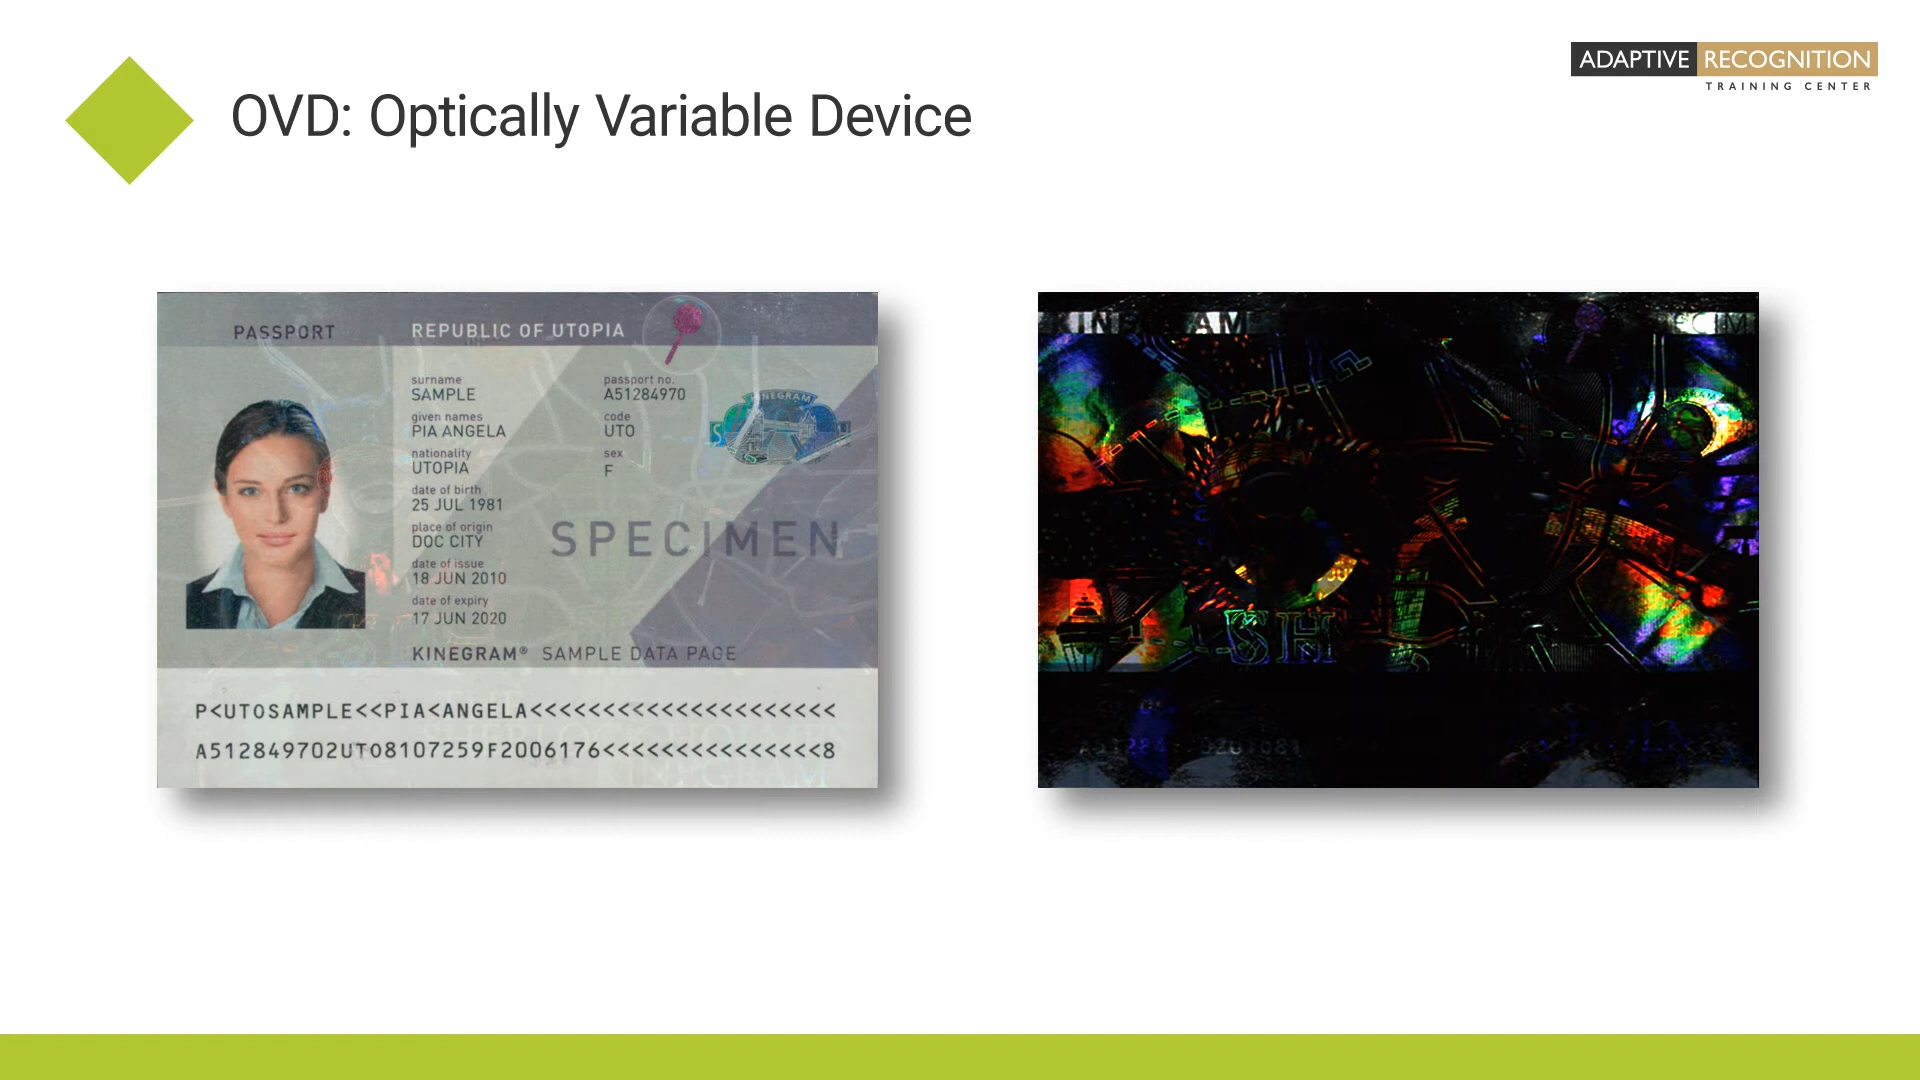 ADAPTIVE RECOGNITION
TRAINING CENTER
OVD: Optically Variable Device
PASSPORT
REPUBLIC OF UTOPIA
surname
SAMPLE
given names
PIA ANGELA
nationality
UTOPIA
date of birth
25 JUL 1981
place of origin
DOC CITY
date of issue
18 JUN 2010
date of expiry
17 JUN 2020
passport no.
A51284970
code
UTO
sex
F
KINEGRAM
S U
SPECIMEN
KINEGRAM® SAMPLE DATA PAGE
P<UTOSAMPLE<<PIA<ANGELA<<<<<<<<<<<<<<<<<<<<<
A512849702UTO8107259F2006176<<<<<<<<<<<<<<<8
SH